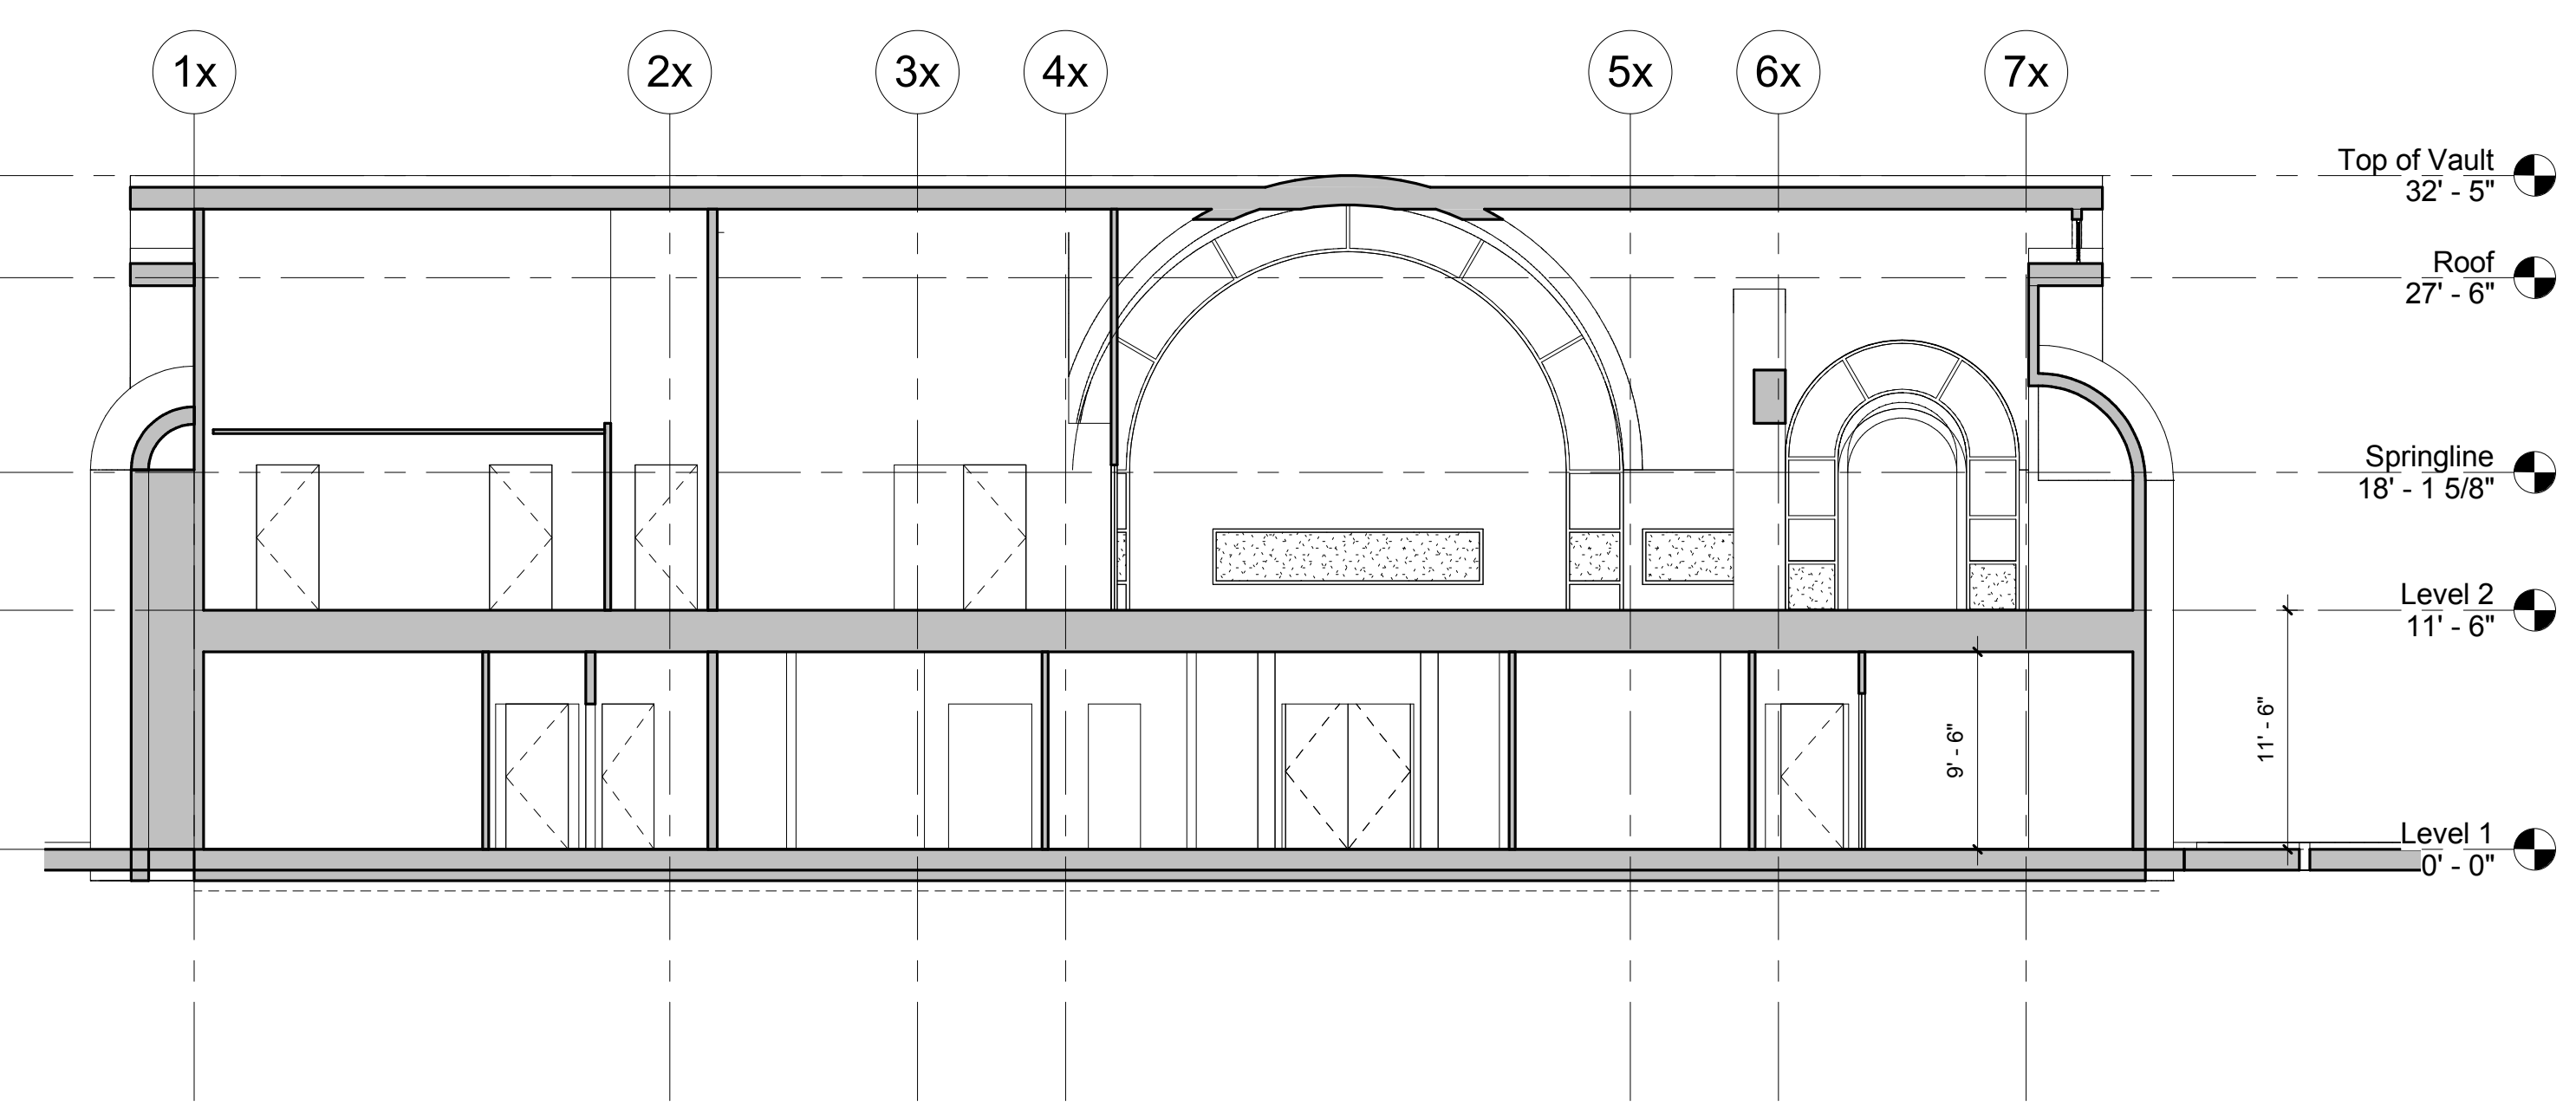 1x
2x
3x
4x
5x
6x
7x
Top of Vault
32' - 5"
Roof
27' - 6"
Springline
18' - 1 5/8"
Level 2
11' - 6"
9' - 6"
11' - 6"
Level 1
0' - 0"